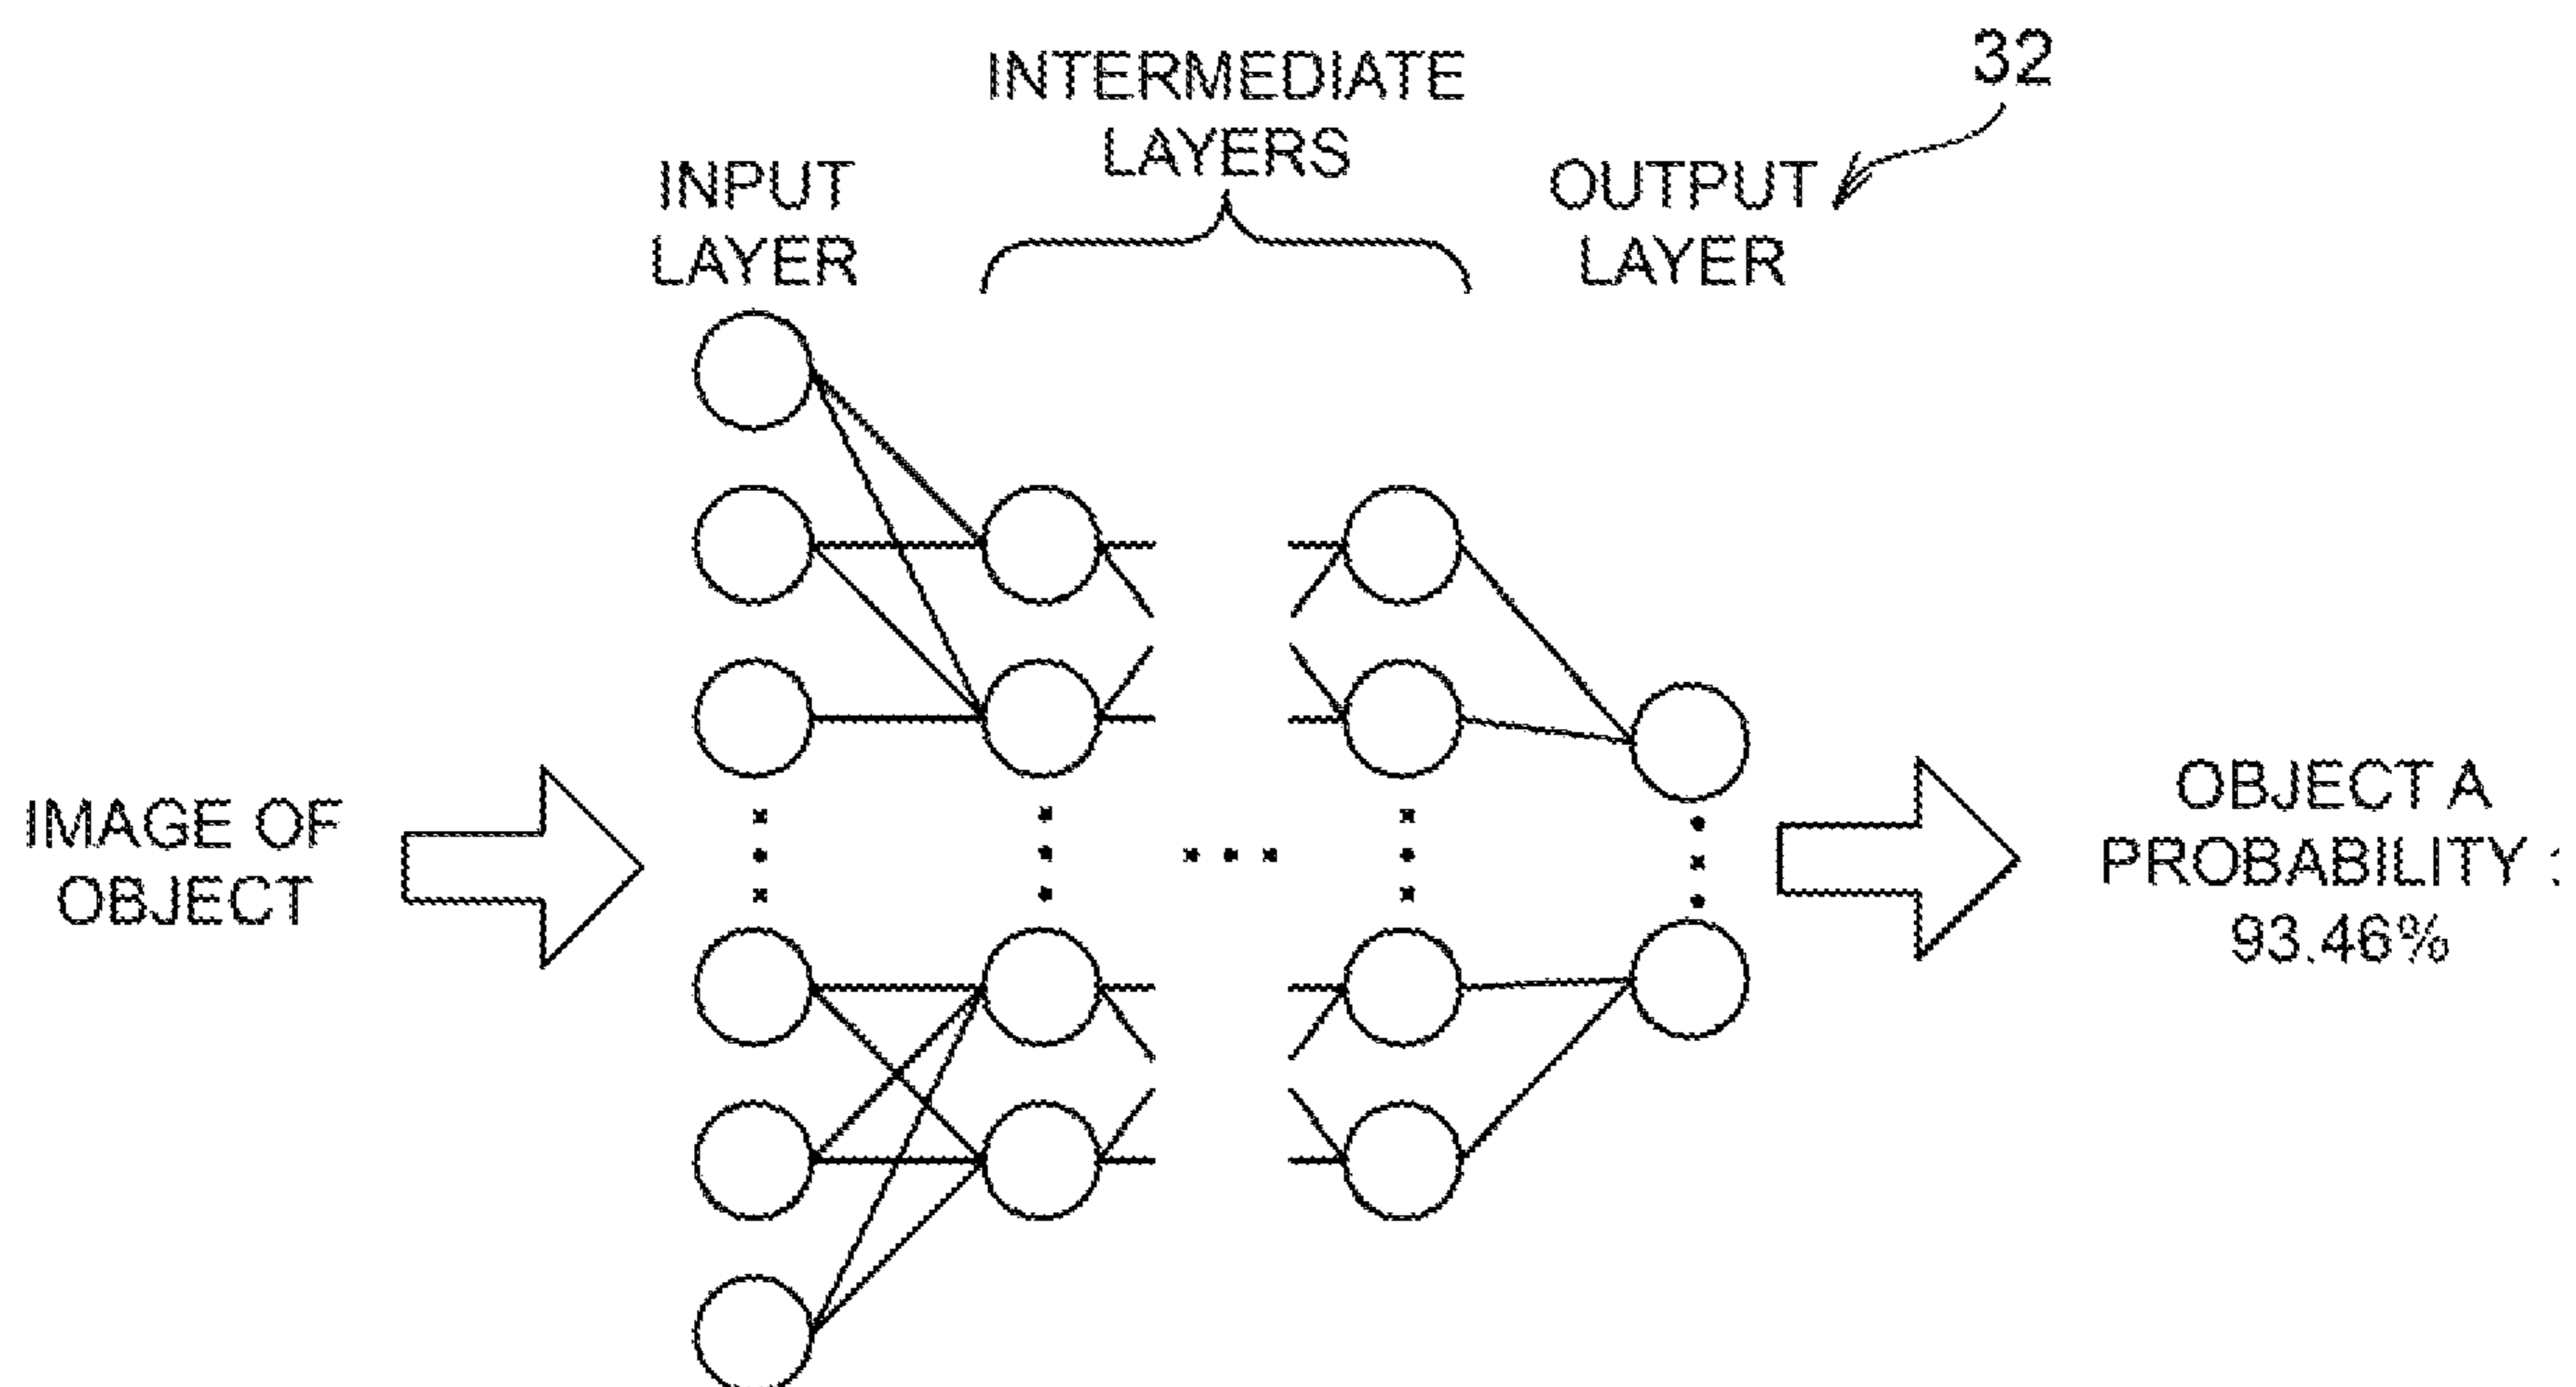 32
INTERMEDIATE
LAYERS
INPUT
LAYER
OUTPUT
LAYER
IMAGE OF
OBJECT
OBJECT A
PROBABILITY :
93.46%